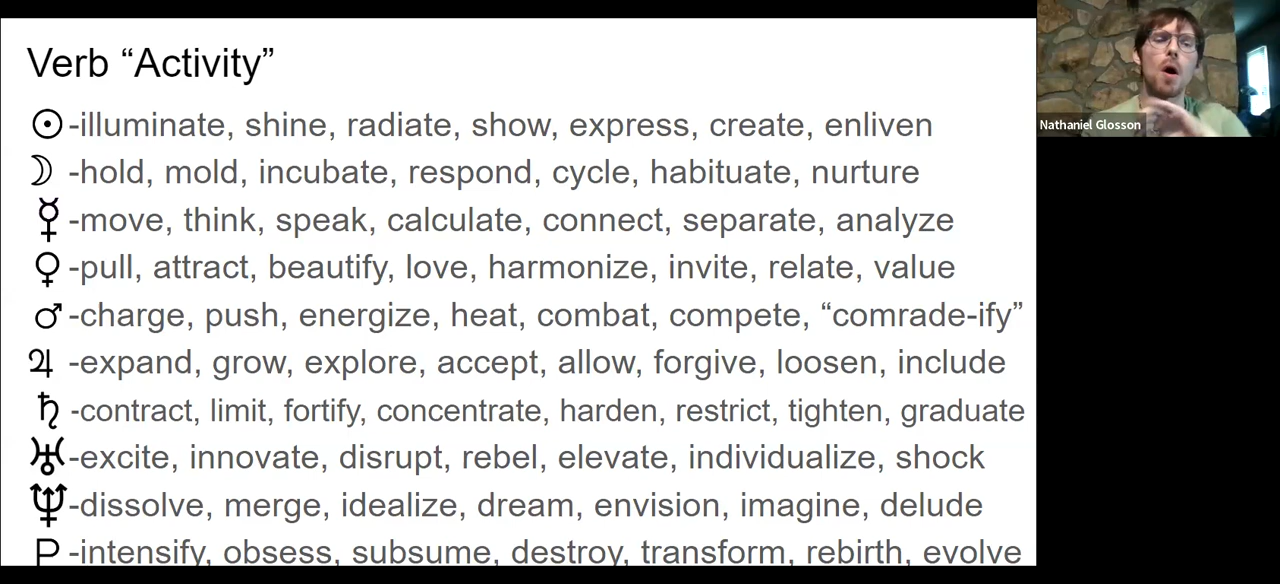 Verb “Activity”
☉-illuminate, shine, radiate, show, express, create, enliven
☽-hold, mold, incubate, respond, cycle, habituate, nurture
☿-move, think, speak, calculate, connect, separate, analyze
♀-pull, attract, beautify, love, harmonize, invite, relate, value
♂-charge, push, energize, heat, combat, compete, “comrade-ify”
♃-expand, grow, explore, accept, allow, forgive, loosen, include
♄-contract, limit, fortify, concentrate, harden, restrict, tighten, graduate
♅-excite, innovate, disrupt, rebel, elevate, individualize, shock
♆-dissolve, merge, idealize, dream, envision, imagine, delude
♇-intensify, obsess, subsume, destroy, transform, rebirth, evolve
Nathaniel Glosson